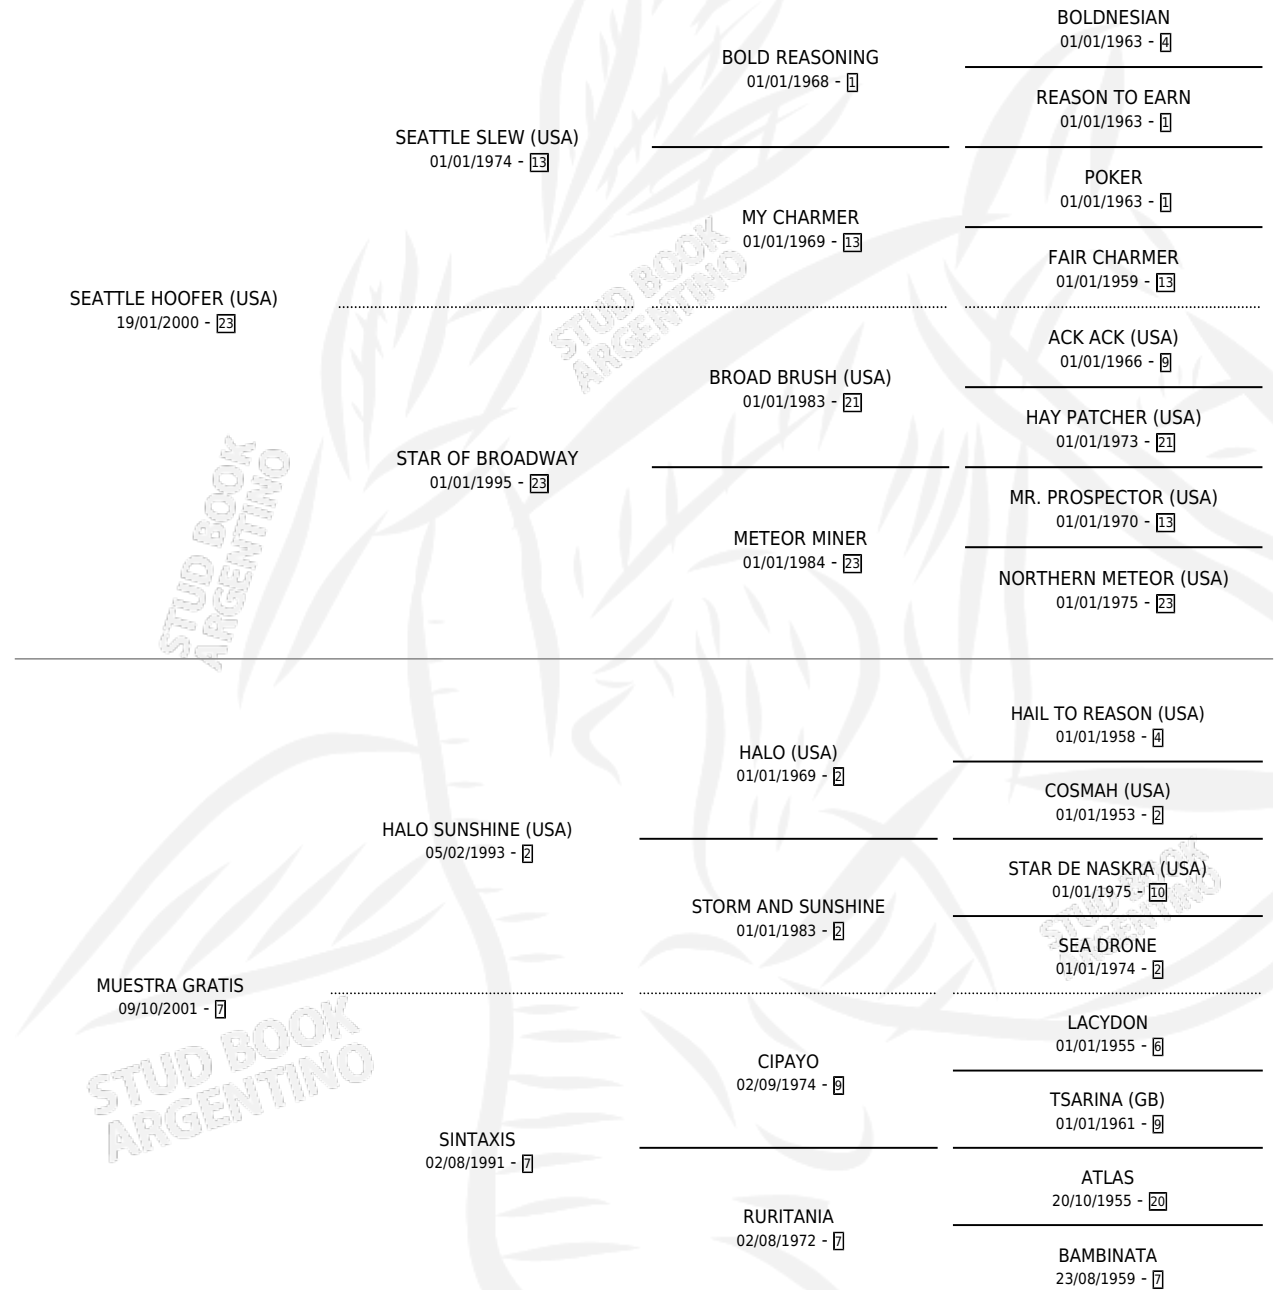 BOLDNESIAN
01/01/1963 - 4
BOLD REASONING
01/01/1968 - 1
REASON TO EARN
01/01/1963 - 1
SEATTLE SLEW (USA)
01/01/1974 - 13
POKER
01/01/1963 - 1
MY CHARMER
01/01/1969 - 13
FAIR CHARMER
01/01/1959 - 13
SEATTLE HOOFER (USA)
19/01/2000 - 23
STUD BOOK
ARGENTINO
ACK ACK (USA)
01/01/1966 - 9
BROAD BRUSH (USA)
01/01/1983 - 21
HAY PATCHER (USA)
01/01/1973 - 21
STAR OF BROADWAY
01/01/1995 - 23
MR. PROSPECTOR (USA)
01/01/1970 - 13
METEOR MINER
01/01/1984 - 23
NORTHERN METEOR (USA)
01/01/1975 - 23
STUD BOOK
ARGENTINO
HAIL TO REASON (USA)
01/01/1958 - 4
HALO (USA)
01/01/1969 - 2
COSMAH (USA)
01/01/1953 - 2
HALO SUNSHINE (USA)
05/02/1993 - 2
STAR DE NASKRA (USA)
01/01/1975 - 10
STORM AND SUNSHINE
01/01/1983 - 2
SEA DRONE
01/01/1974 - 2
STUD BOOK
ARGENTINO
MUESTRA GRATIS
09/10/2001 - 7
STUD BOOK
ARGENTINO
LACYDON
01/01/1955 - 6
CIPAYO
02/09/1974 - 9
TSARINA (GB)
01/01/1961 - 9
SINTAXIS
02/08/1991 - 7
ATLAS
20/10/1955 - 20
RURITANIA
02/08/1972 - 7
BAMBINATA
23/08/1959 - 7